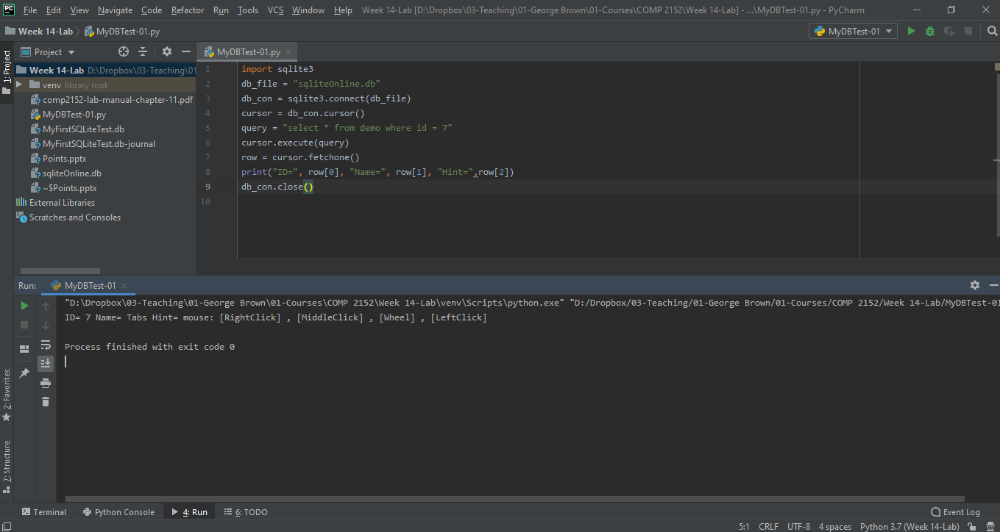 PC File Edit View Navigate Code Refactor Run Tools VCS Window Help Week 14-Lab [D:\Dropbox\03-Teaching\01-George Brown\01-Courses\COMP 2152\Week 14-Lab] - ...\MyDBTest-01.py - PyCharm
Week 14-Lab MyDBTest-01.py MyDBTest-01
1: Project
Project MyDBTest-01.py
Week 14-Lab D:\Dropbox\03-Teaching\01
venv library root
comp2152-lab-manual-chapter-11.pdf
MyDBTest-01.py
MyFirstSQLiteTest.db
MyFirstSQLiteTest.db-journal
Points.pptx
sqliteOnline.db
~$Points.pptx
External Libraries
Scratches and Consoles
1 import sqlite3
2 db_file = "sqliteOnline.db"
3 db_con = sqlite3.connect(db_file)
4 cursor = db_con.cursor()
5 query = "select * from demo where id = 7"
6 cursor.execute(query)
7 row = cursor.fetchone()
8 print("ID=", row[0], "Name=", row[1], "Hint=",row[2])
9 db_con.close()
10
Run: MyDBTest-01
"D:\Dropbox\03-Teaching\01-George Brown\01-Courses\COMP 2152\Week 14-Lab\venv\Scripts\python.exe" "D:/Dropbox/03-Teaching/01-George Brown/01-Courses/COMP 2152/Week 14-Lab/MyDBTest-01
ID= 7 Name= Tabs Hint= mouse: [RightClick] , [MiddleClick] , [Wheel] , [LeftClick]
Process finished with exit code 0
2: Favorites
7: Structure
Terminal Python Console 4: Run 6: TODO Event Log
5:1 CRLF UTF-8 4 spaces Python 3.7 (Week 14-Lab)